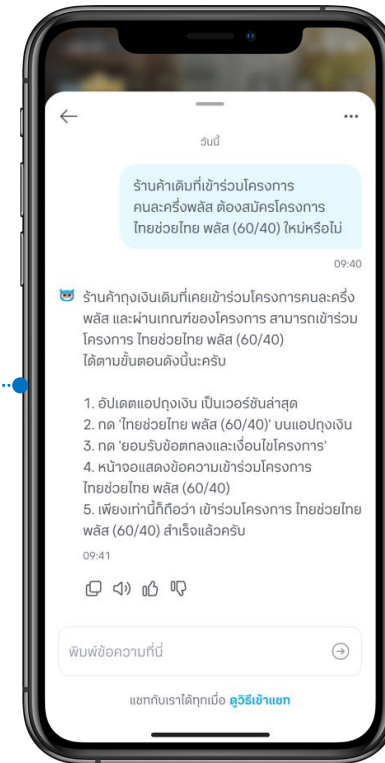 วันนี้
ร้านค้าเดิมที่เข้าร่วมโครงการ
คนละครึ่งพลัส ต้องสมัครโครงการ
ไทยช่วยไทย พลัส (60/40) ใหม่หรือไม่
09:40
ร้านค้าถุงเงินเดิมที่เคยเข้าร่วมโครงการคนละครึ่ง
พลัส และผ่านเกณฑ์ของโครงการ สามารถเข้าร่วม
โครงการ ไทยช่วยไทย พลัส (60/40)
ได้ตามขั้นตอนดังนี้นะครับ
1. อัปเดตแอปถุงเงิน เป็นเวอร์ชันล่าสุด
2. กด 'ไทยช่วยไทย พลัส (60/40)' บนแอปถุงเงิน
3. กด 'ยอมรับข้อตกลงและเงื่อนไขโครงการ'
4. หน้าจอแสดงข้อความเข้าร่วมโครงการ
ไทยช่วยไทย พลัส (60/40)
5. เพียงเท่านี้ก็ถือว่า เข้าร่วมโครงการ ไทยช่วยไทย
พลัส (60/40) สำเร็จแล้วครับ
09:41
พิมพ์ข้อความที่นี่
แชทกับเราได้ทุกเมื่อ ดูวิธีเข้าแชท